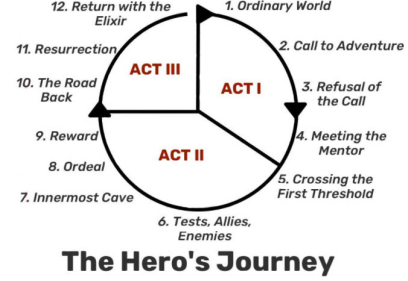 12. Return with the
Elixir
1. Ordinary World
11. Resurrection
2. Call to Adventure
ACT III
ACT I
10. The Road
Back
3. Refusal of
the Call
9. Reward
4. Meeting the
Mentor
ACT II
8. Ordeal
5. Crossing the
First Threshold
7. Innermost Cave
6. Tests, Allies,
Enemies
The Hero's Journey